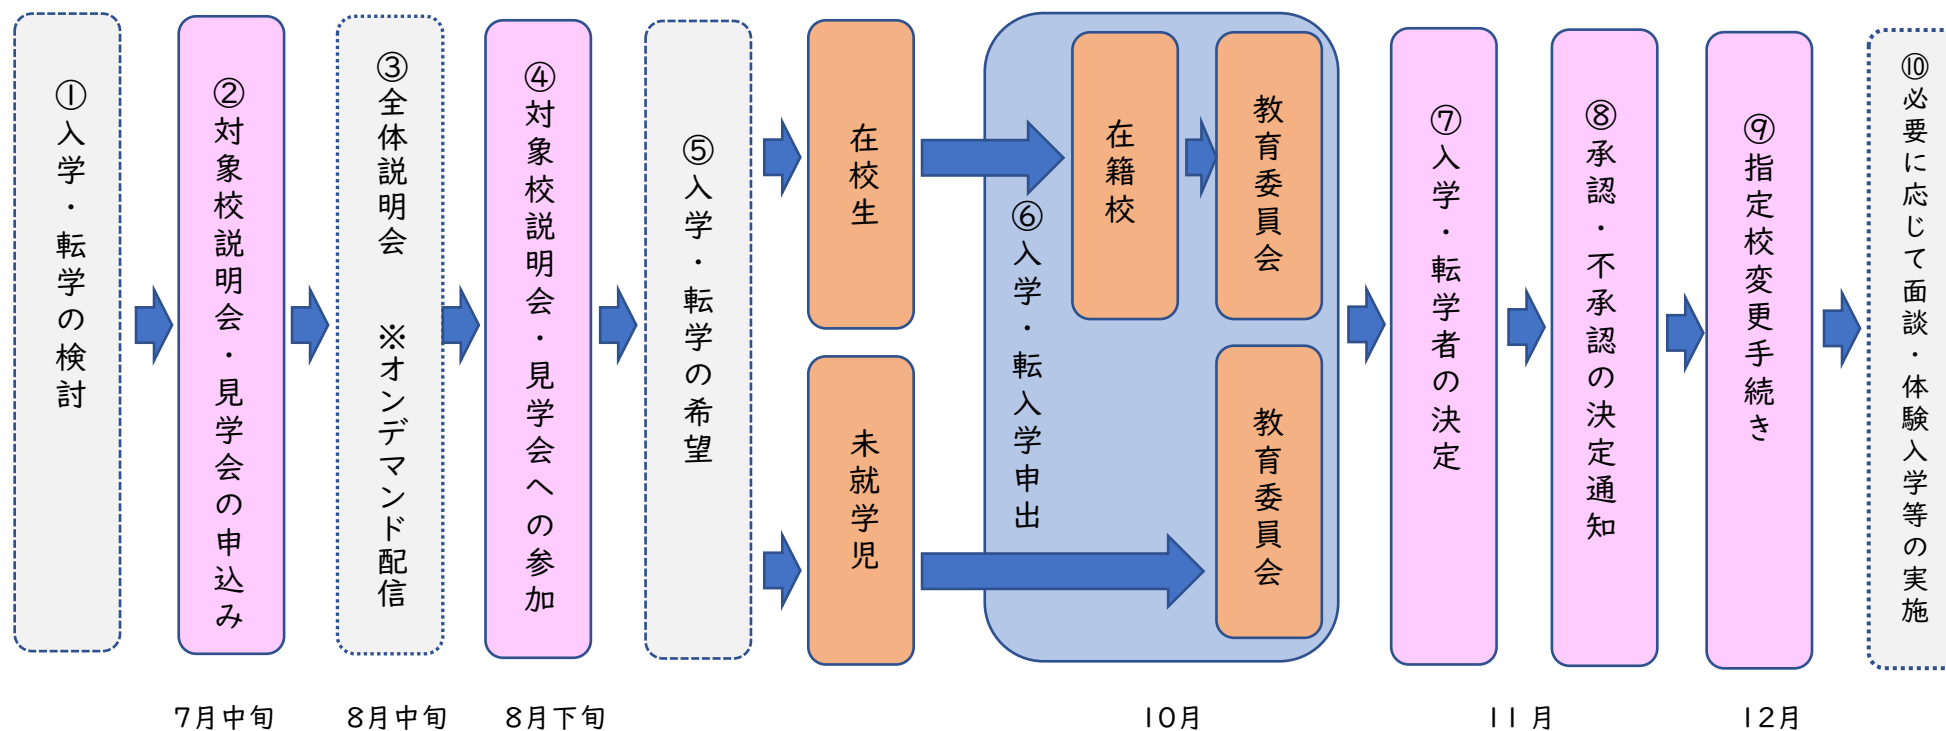 ①入学・転学の検討
②対象校説明会・見学会の申込み
③全体説明会　※オンデマンド配信
④対象校説明会・見学会への参加
⑤入学・転学の希望
在校生
未就学児
⑥入学・転入学申出
在籍校
教育委員会
教育委員会
⑦入学・転学者の決定
⑧承認・不承認の決定通知
⑨指定校変更手続き
⑩必要に応じて面談・体験入学等の実施
7月中旬
8月中旬
8月下旬
10月
11月
12月